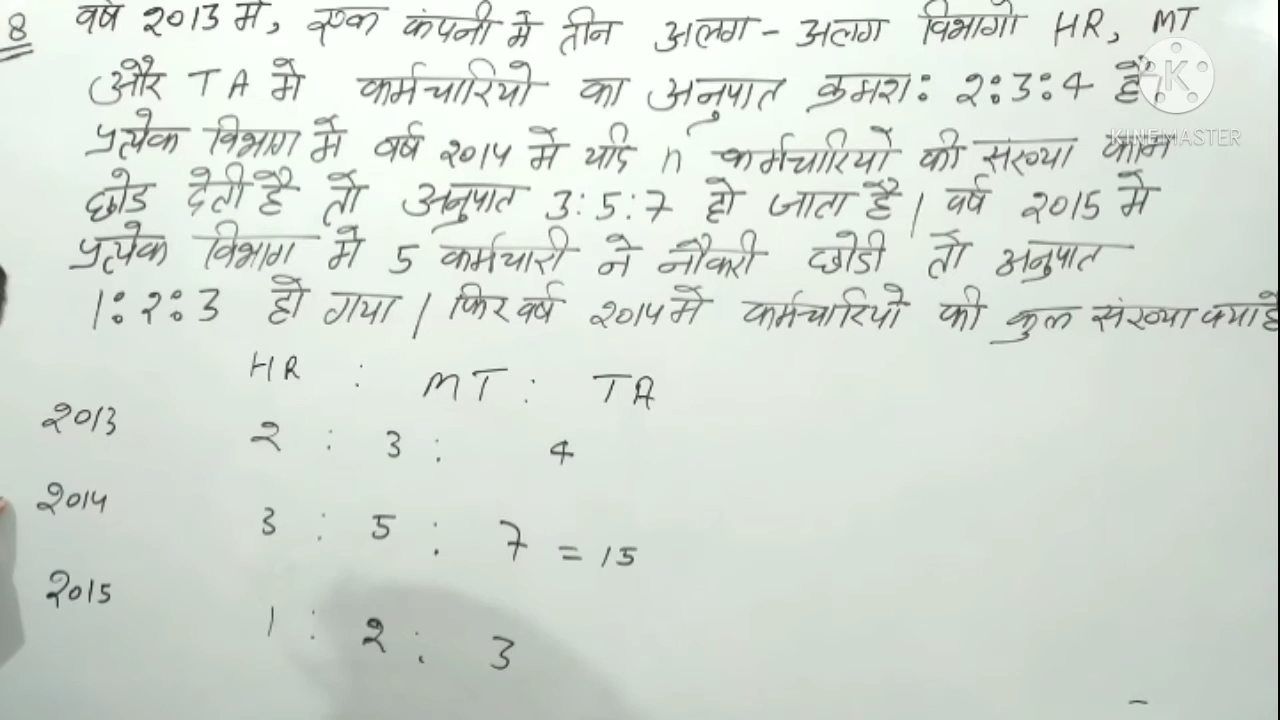 8 वर्ष 2013 में, एक कंपनी में तीन अलग - अलग विभागो HR, MT
और TA में कर्मचारियो का अनुपात क्रमश: 2:3:4 है।
प्रत्येक विभाग में वर्ष 2014 में यदि n कर्मचारियो की संख्या काम
छोड देती है तो अनुपात 3:5:7 हो जाता है। वर्ष 2015 में
प्रत्येक विभाग में 5 कर्मचारी ने नौकरी छोडी तो अनुपात
1:2:3 हो गया। फिर वर्ष 2014 में कर्मचारियो की कुल संख्या क्या है
HR : MT : TA
2013 2 : 3 : 4
2014 3 : 5 : 7 = 15
2015 1 : 2 : 3
K
KINEMASTER